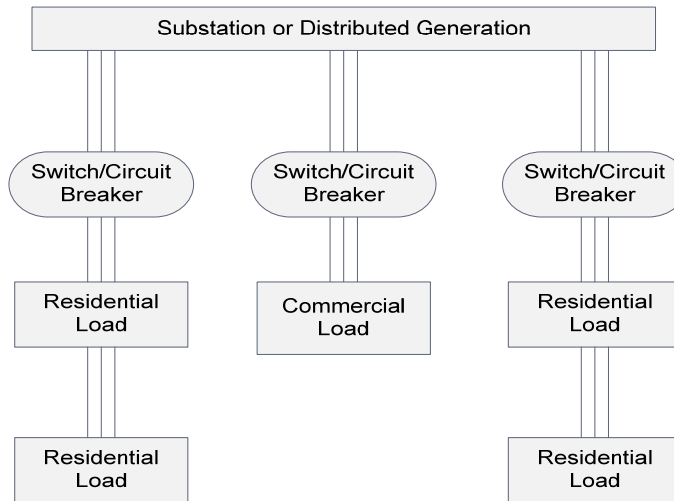 Substation or Distributed Generation
Switch/Circuit
Breaker
Switch/Circuit
Breaker
Switch/Circuit
Breaker
Residential
Load
Commercial
Load
Residential
Load
Residential
Load
Residential
Load